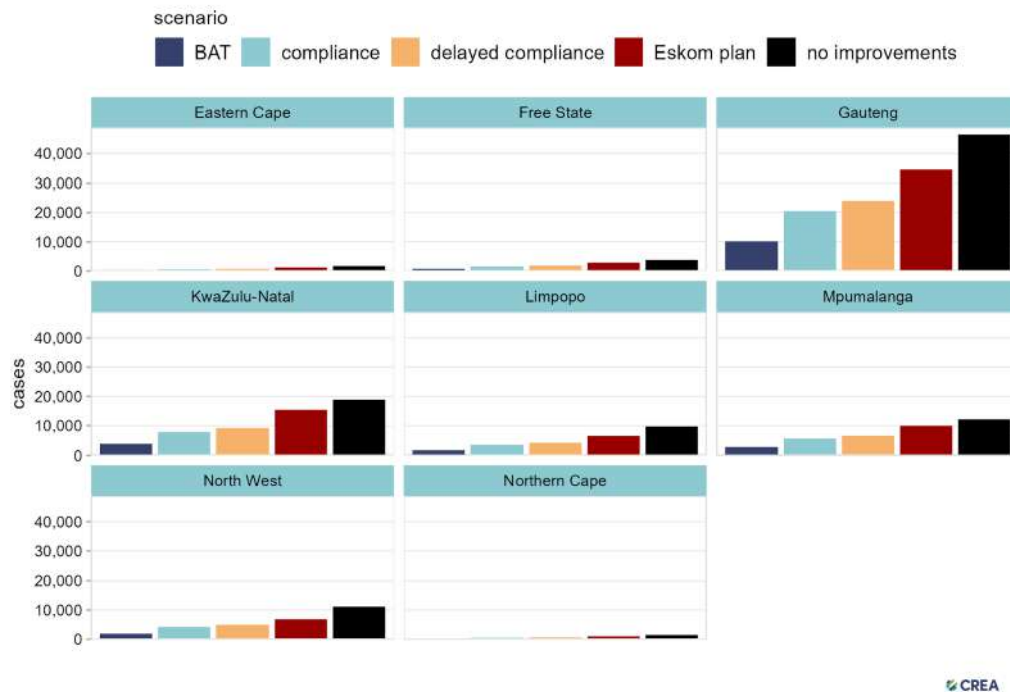 scenario
BAT compliance delayed compliance Eskom plan no improvements
Eastern Cape Free State Gauteng
40,000
30,000
20,000
10,000
0
KwaZulu-Natal Limpopo Mpumalanga
cases
40,000
30,000
20,000
10,000
0
North West Northern Cape
40,000
30,000
20,000
10,000
0
CREA